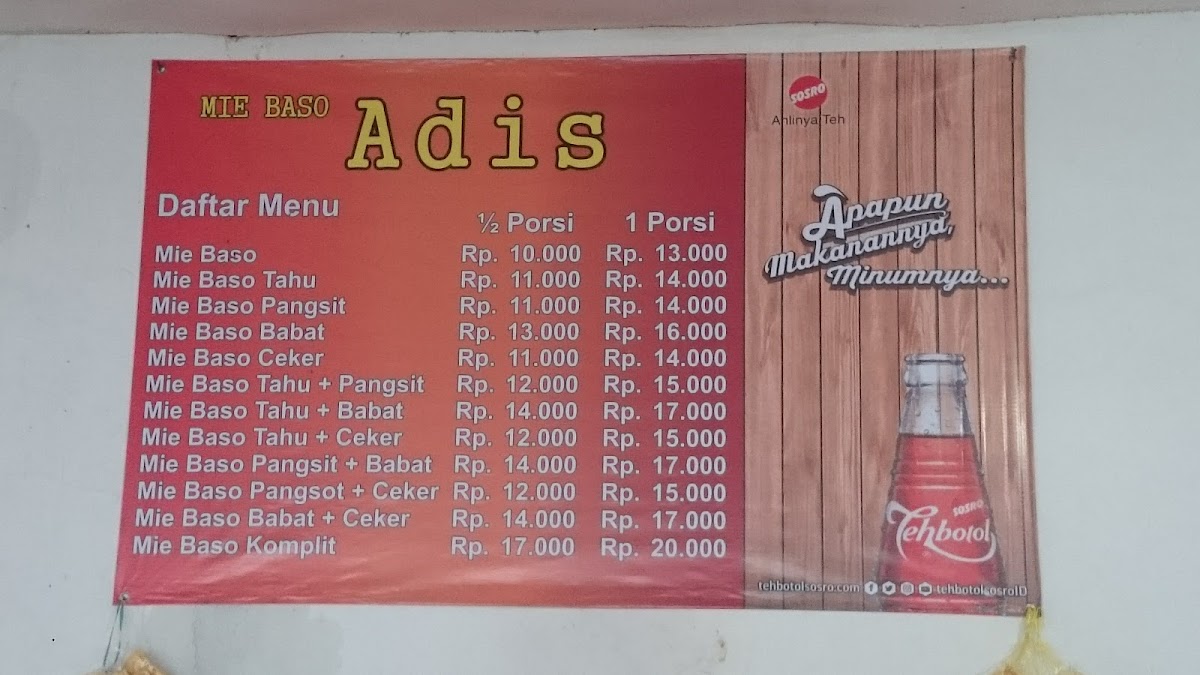 MIE BASO Adis
Daftar Menu
½ Porsi 1 Porsi
Mie Baso Rp. 10.000 Rp. 13.000
Mie Baso Tahu Rp. 11.000 Rp. 14.000
Mie Baso Pangsit Rp. 11.000 Rp. 14.000
Mie Baso Babat Rp. 13.000 Rp. 16.000
Mie Baso Ceker Rp. 11.000 Rp. 14.000
Mie Baso Tahu + Pangsit Rp. 12.000 Rp. 15.000
Mie Baso Tahu + Babat Rp. 14.000 Rp. 17.000
Mie Baso Tahu + Ceker Rp. 12.000 Rp. 15.000
Mie Baso Pangsit + Babat Rp. 14.000 Rp. 17.000
Mie Baso Pangsot + Ceker Rp. 12.000 Rp. 15.000
Mie Baso Babat + Ceker Rp. 14.000 Rp. 17.000
Mie Baso Komplit Rp. 17.000 Rp. 20.000
SOSRO
Ahlinya Teh
Apapun
Makanannya,
Minumnya...
SOSRO
Tehbotol
tehbotolsosro.com tehbotolsosroID